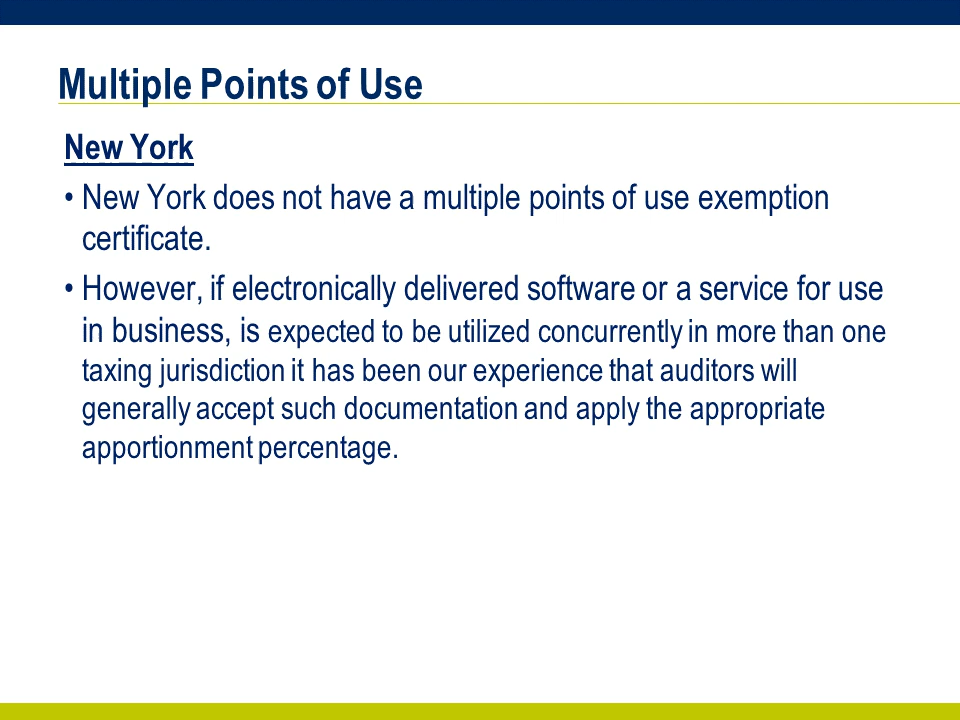 Multiple Points of Use
New York
• New York does not have a multiple points of use exemption
certificate.
• However, if electronically delivered software or a service for use
in business, is expected to be utilized concurrently in more than one
taxing jurisdiction it has been our experience that auditors will
generally accept such documentation and apply the appropriate
apportionment percentage.